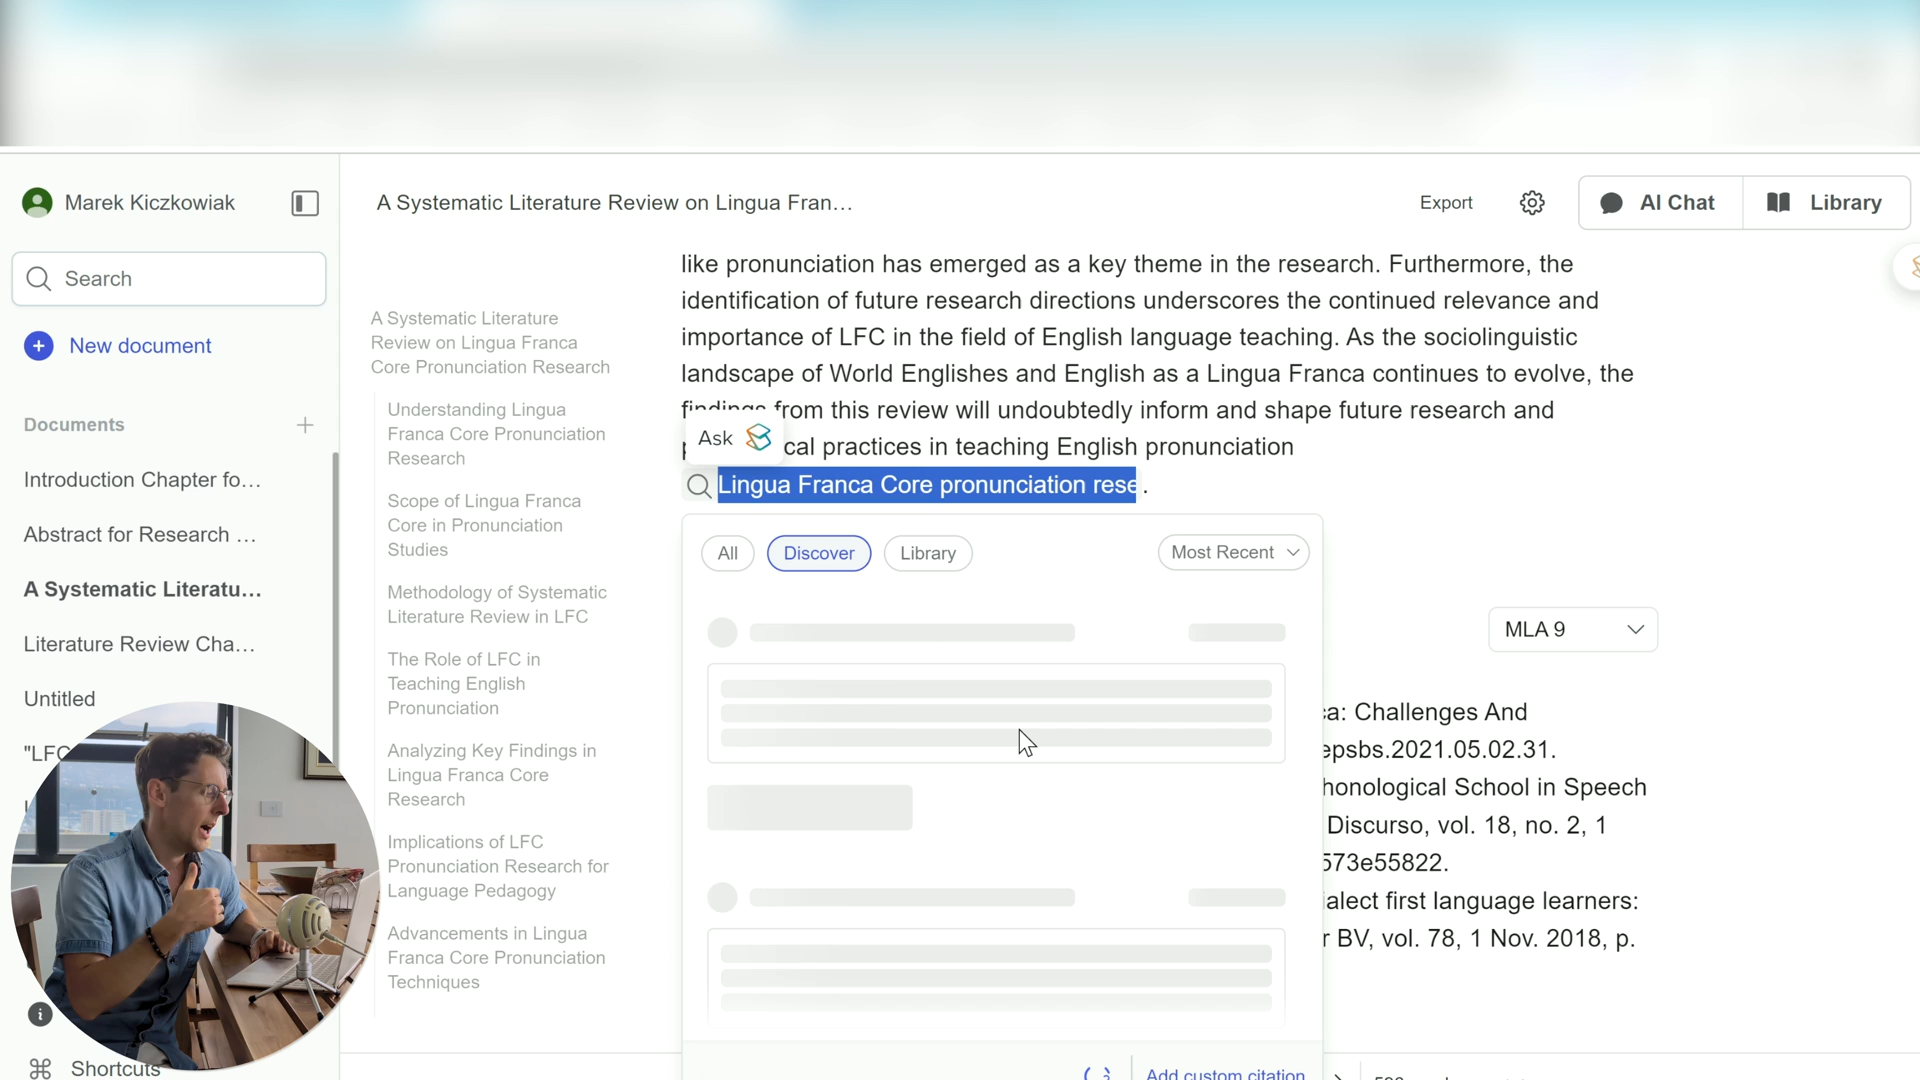 Marek Kiczkowiak
A Systematic Literature Review on Lingua Fran...
Export
AI Chat
Library
Search
New document
Documents
Introduction Chapter fo...
Abstract for Research ...
A Systematic Literatu...
Literature Review Cha...
Untitled
"LFC
Shortcuts
A Systematic Literature
Review on Lingua Franca
Core Pronunciation Research
Understanding Lingua
Franca Core Pronunciation
Research
Scope of Lingua Franca
Core in Pronunciation
Studies
Methodology of Systematic
Literature Review in LFC
The Role of LFC in
Teaching English
Pronunciation
Analyzing Key Findings in
Lingua Franca Core
Research
Implications of LFC
Pronunciation Research for
Language Pedagogy
Advancements in Lingua
Franca Core Pronunciation
Techniques
like pronunciation has emerged as a key theme in the research. Furthermore, the
identification of future research directions underscores the continued relevance and
importance of LFC in the field of English language teaching. As the sociolinguistic
landscape of World Englishes and English as a Lingua Franca continues to evolve, the
findings from this review will undoubtedly inform and shape future research and
Ask
cal practices in teaching English pronunciation
Lingua Franca Core pronunciation rese.
All
Discover
Library
Most Recent
MLA 9
ca: Challenges And
epsbs.2021.05.02.31.
honological School in Speech
Discurso, vol. 18, no. 2, 1
573e55822.
ialect first language learners:
r BV, vol. 78, 1 Nov. 2018, p.
Add custom citation